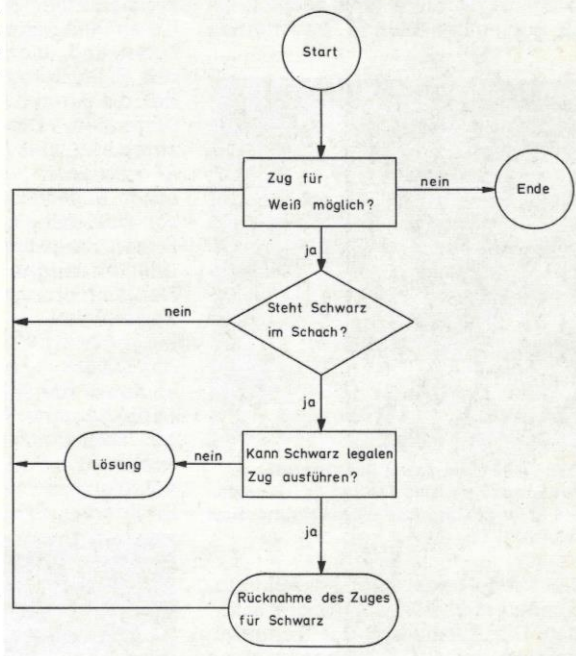 Start
Zug für
Weiß möglich?
nein
Ende
ja
nein
Steht Schwarz
im Schach?
ja
Lösung
nein
Kann Schwarz legalen
Zug ausführen?
ja
Rücknahme des Zuges
für Schwarz